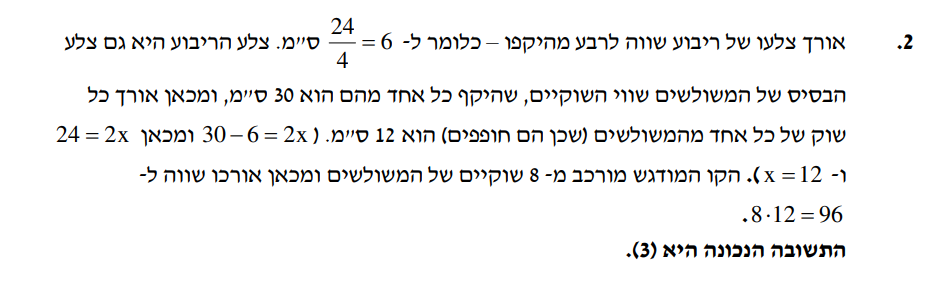 2. אורך צלעו של ריבוע שווה לרבע מהיקפו – כלומר ל- 24/4 = 6 ס״מ. צלע הריבוע היא גם צלע
הבסיס של המשולשים שווי השוקיים, שהיקף כל אחד מהם הוא 30 ס״מ, ומכאן אורך כל
שוק של כל אחד מהמשולשים (שכן הם חופפים) הוא 12 ס״מ. ( 30 – 6 = 2x ומכאן 24 = 2x
ו- x = 12 ). הקו המודגש מורכב מ- 8 שוקיים של המשולשים ומכאן אורכו שווה ל-
8·12 = 96 .
התשובה הנכונה היא (3).